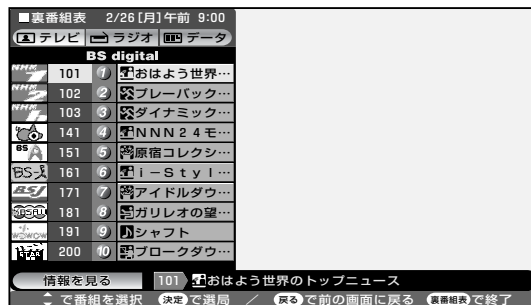 ■裏番組表 2/26[月]午前 9:00
テレビ ラジオ データ
BS digital
101 1 おはよう世界…
102 2 プレーバック…
103 3 ダイナミック…
141 4 NNN24モ…
BS 151 5 原宿コレクシ…
BS-i 161 6 i-Styl…
BSJ 171 7 アイドルダウ…
181 8 ガリレオの望…
WOWOW 191 9 シャフト
STAR 200 10 ブロークダウ…
情報を見る 101 おはよう世界のトップニュース
で番組を選択 決定で選局 / 戻るで前の画面に戻る 裏番組表で終了